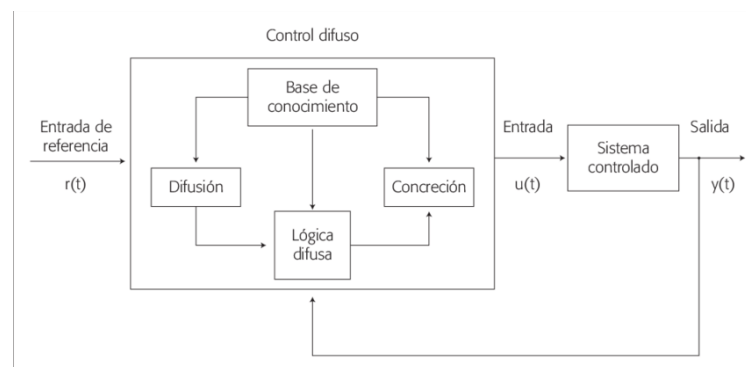 Control difuso
Base de
conocimiento
Entrada de
referencia
r(t)
Difusión
Concreción
Lógica
difusa
Entrada
u(t)
Sistema
controlado
Salida
y(t)